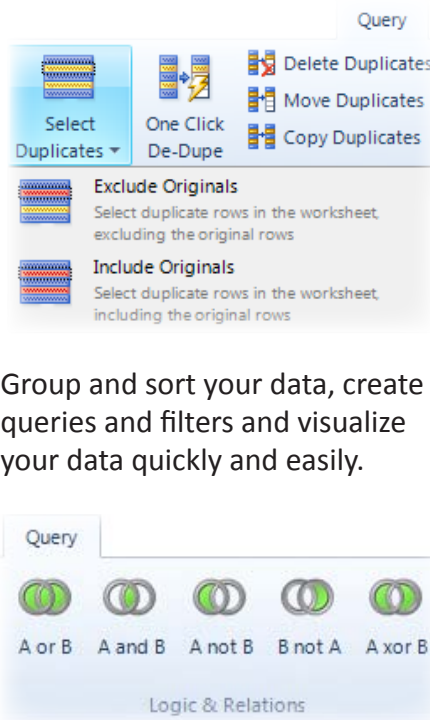 Query
Select
Duplicates
One Click
De-Dupe
Delete Duplicates
Move Duplicates
Copy Duplicates
Exclude Originals
Select duplicate rows in the worksheet,
excluding the original rows
Include Originals
Select duplicate rows in the worksheet,
including the original rows
Group and sort your data, create
queries and filters and visualize
your data quickly and easily.
Query
A or B
A and B
A not B
B not A
A xor B
Logic & Relations